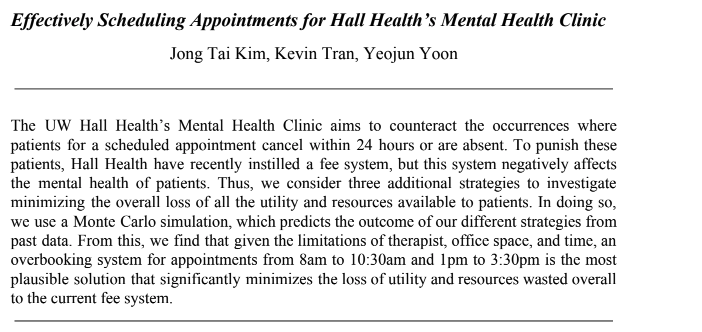 Effectively Scheduling Appointments for Hall Health's Mental Health Clinic
Jong Tai Kim, Kevin Tran, Yeojun Yoon
The UW Hall Health's Mental Health Clinic aims to counteract the occurrences where
patients for a scheduled appointment cancel within 24 hours or are absent. To punish these
patients, Hall Health have recently instilled a fee system, but this system negatively affects
the mental health of patients. Thus, we consider three additional strategies to investigate
minimizing the overall loss of all the utility and resources available to patients. In doing so,
we use a Monte Carlo simulation, which predicts the outcome of our different strategies from
past data. From this, we find that given the limitations of therapist, office space, and time, an
overbooking system for appointments from 8am to 10:30am and 1pm to 3:30pm is the most
plausible solution that significantly minimizes the loss of utility and resources wasted overall
to the current fee system.